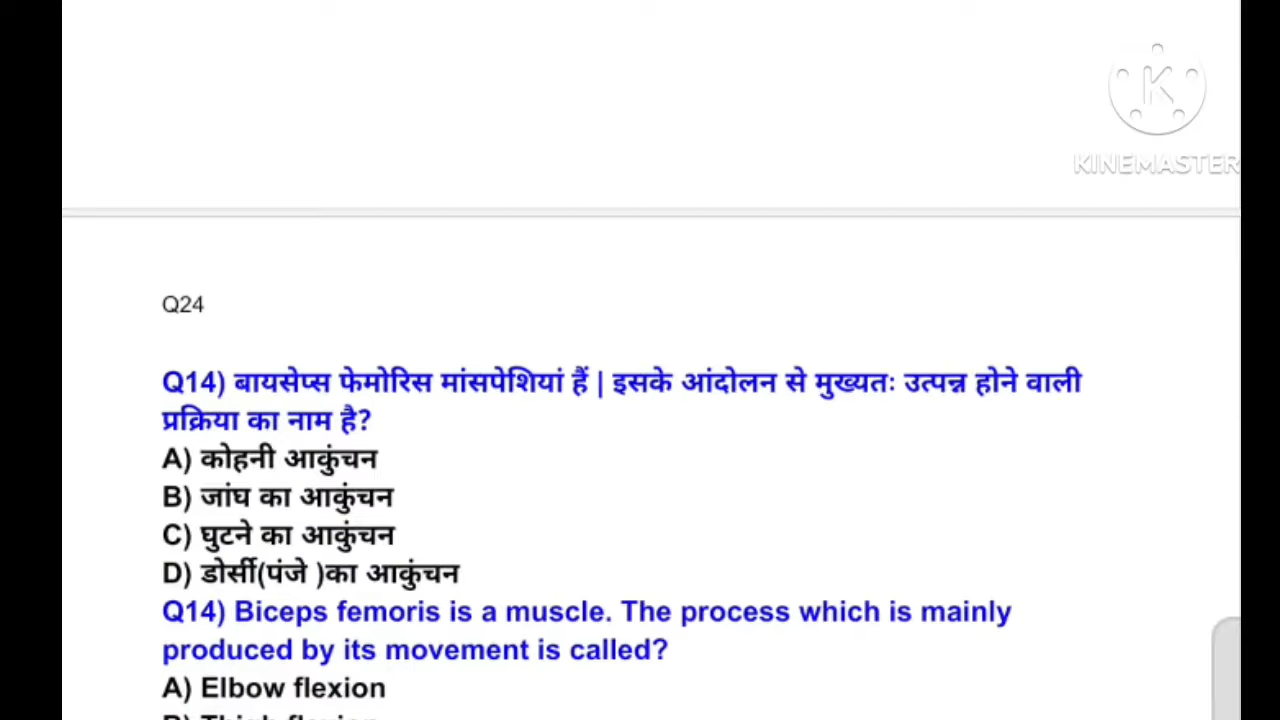 K
KINEMASTER
Q24
Q14) बायसेप्स फेमोरिस मांसपेशियां हैं | इसके आंदोलन से मुख्यतः उत्पन्न होने वाली
प्रक्रिया का नाम है?
A) कोहनी आकुंचन
B) जांघ का आकुंचन
C) घुटने का आकुंचन
D) डोर्सी(पंजे )का आकुंचन
Q14) Biceps femoris is a muscle. The process which is mainly
produced by its movement is called?
A) Elbow flexion
B) Thigh flexion